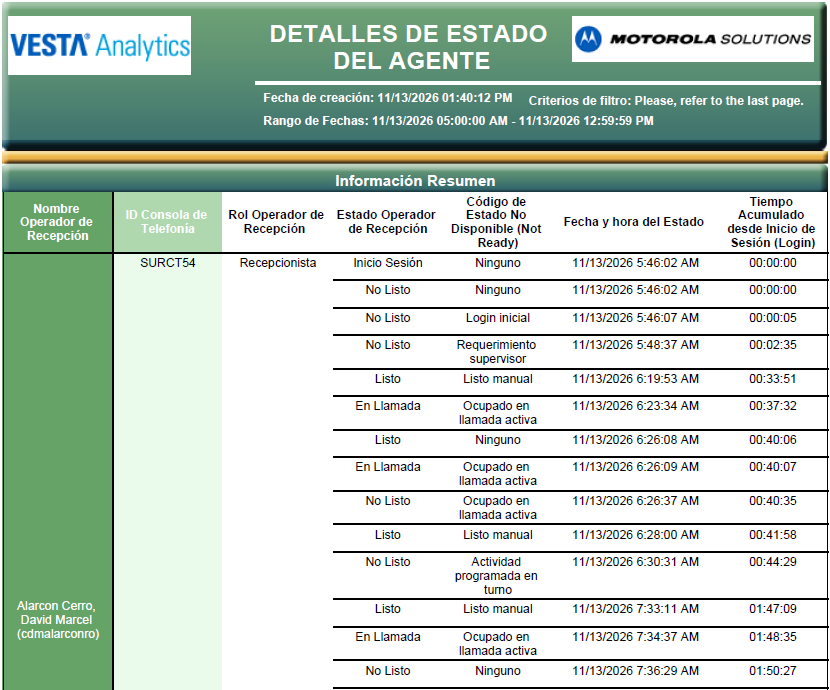 VESTA® Analytics
DETALLES DE ESTADO
DEL AGENTE
MOTOROLA SOLUTIONS
Fecha de creación: 11/13/2026 01:40:12 PM
Criterios de filtro: Please, refer to the last page.
Rango de Fechas: 11/13/2026 05:00:00 AM - 11/13/2026 12:59:59 PM
Información Resumen
Nombre
Operador de
Recepción
ID Consola de
Telefonía
Rol Operador de
Recepción
Estado Operador
de Recepción
Código de
Estado No
Disponible (Not
Ready)
Fecha y hora del Estado
Tiempo
Acumulado
desde Inicio de
Sesión (Login)
SURCT54 Recepcionista Inicio Sesión Ninguno 11/13/2026 5:46:02 AM 00:00:00
No Listo Ninguno 11/13/2026 5:46:02 AM 00:00:00
No Listo Login inicial 11/13/2026 5:46:07 AM 00:00:05
No Listo Requerimiento 11/13/2026 5:48:37 AM 00:02:35
supervisor
Listo Listo manual 11/13/2026 6:19:53 AM 00:33:51
En Llamada Ocupado en 11/13/2026 6:23:34 AM 00:37:32
llamada activa
Listo Ninguno 11/13/2026 6:26:08 AM 00:40:06
En Llamada Ocupado en 11/13/2026 6:26:09 AM 00:40:07
llamada activa
No Listo Ocupado en 11/13/2026 6:26:37 AM 00:40:35
llamada activa
Listo Listo manual 11/13/2026 6:28:00 AM 00:41:58
No Listo Actividad 11/13/2026 6:30:31 AM 00:44:29
programada en
turno
Alarcon Cerro,
David Marcel
(cdmalarconro)
Listo Listo manual 11/13/2026 7:33:11 AM 01:47:09
En Llamada Ocupado en 11/13/2026 7:34:37 AM 01:48:35
llamada activa
No Listo Ninguno 11/13/2026 7:36:29 AM 01:50:27